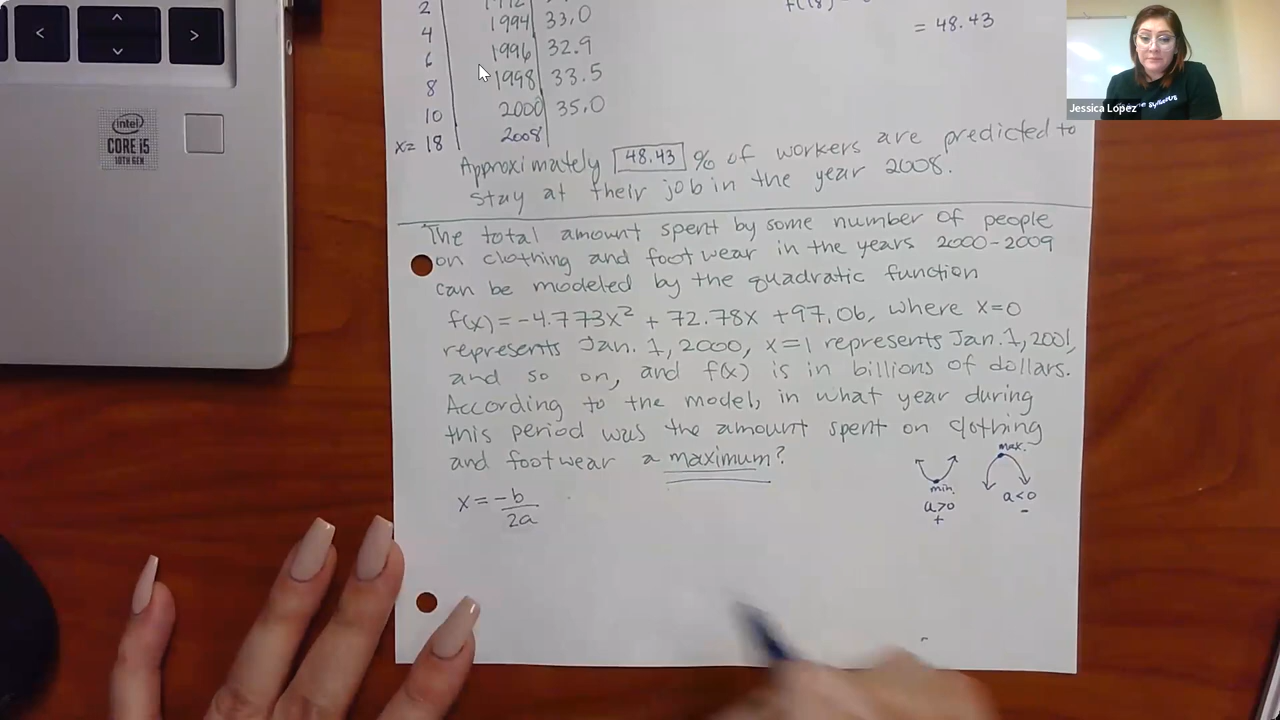 2
4 1994 33.0
6 1996 32.9
8 1998 33.5
10 2000 35.0
x= 18 2008
= 48.43
Approximately 48.43 % of workers are predicted to
stay at their job in the year 2008.
The total amount spent by some number of people
on clothing and footwear in the years 2000-2009
can be modeled by the quadratic function
f(x)=-4.773x² + 72.78x +97.06, where x=0
represents Jan. 1, 2000, x=1 represents Jan. 1, 2001,
and so on, and f(x) is in billions of dollars.
According to the model, in what year during
this period was the amount spent on clothing
and footwear a maximum?
min.
a>0
+
max.
a<0
-
x = -b
2a
intel
CORE i5
10TH GEN
Jessica Lopez